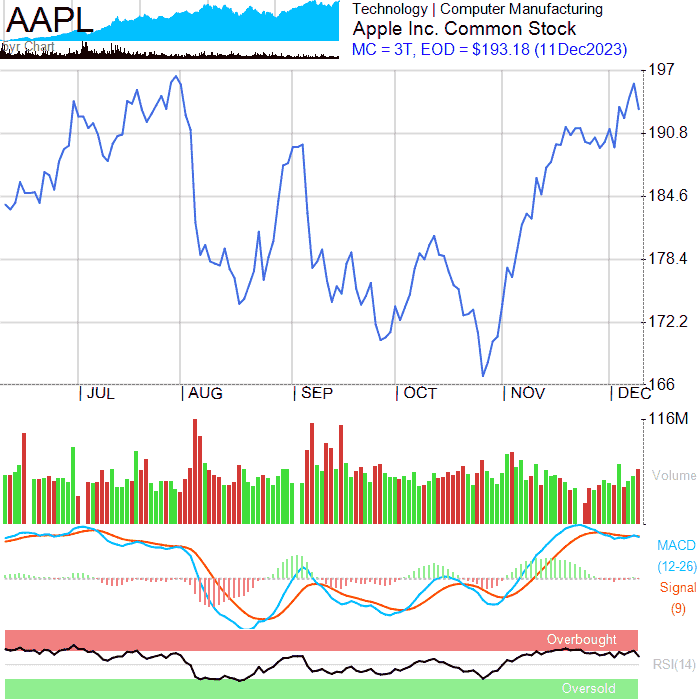 AAPL
Technology | Computer Manufacturing
Apple Inc. Common Stock
MC = 3T, EOD = $193.18 (11Dec2023)
197
190.8
184.6
178.4
172.2
166
| JUL | AUG | SEP | OCT | NOV | DEC
116M
Volume
MACD
(12-26)
Signal
(9)
Overbought
RSI(14)
Oversold